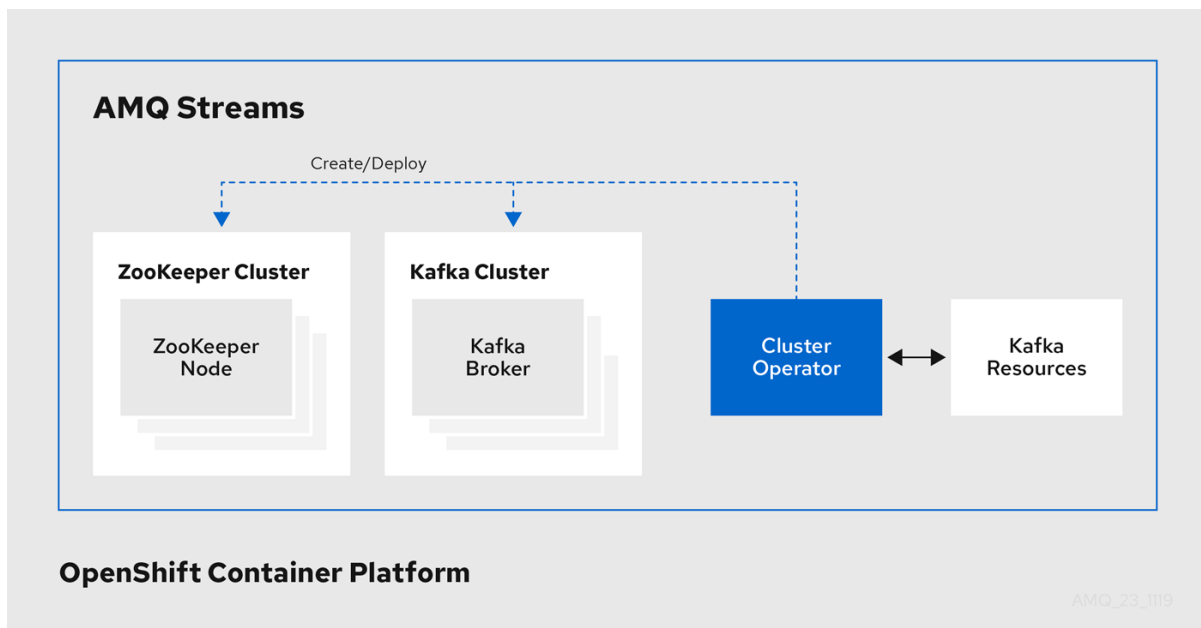 AMQ Streams
Create/Deploy
ZooKeeper Cluster
ZooKeeper
Node
Kafka Cluster
Kafka
Broker
Cluster
Operator
Kafka
Resources
OpenShift Container Platform
AMQ_23_1119